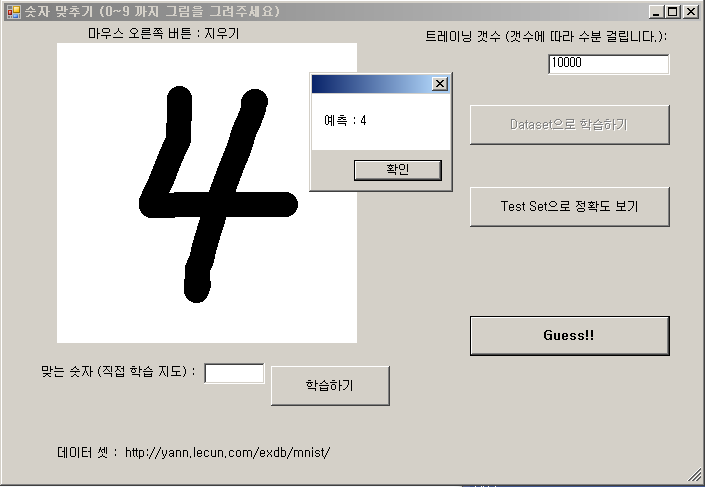 숫자 맞추기 (0~9 까지 그림을 그려주세요)
마우스 오른쪽 버튼 : 지우기
트레이닝 갯수 (갯수에 따라 수분 걸립니다.):
10000
4
예측 : 4
확인
Dataset으로 학습하기
Test Set으로 정확도 보기
Guess!!
맞는 숫자 (직접 학습 지도) :
학습하기
데이터 셋 : http://yann.lecun.com/exdb/mnist/